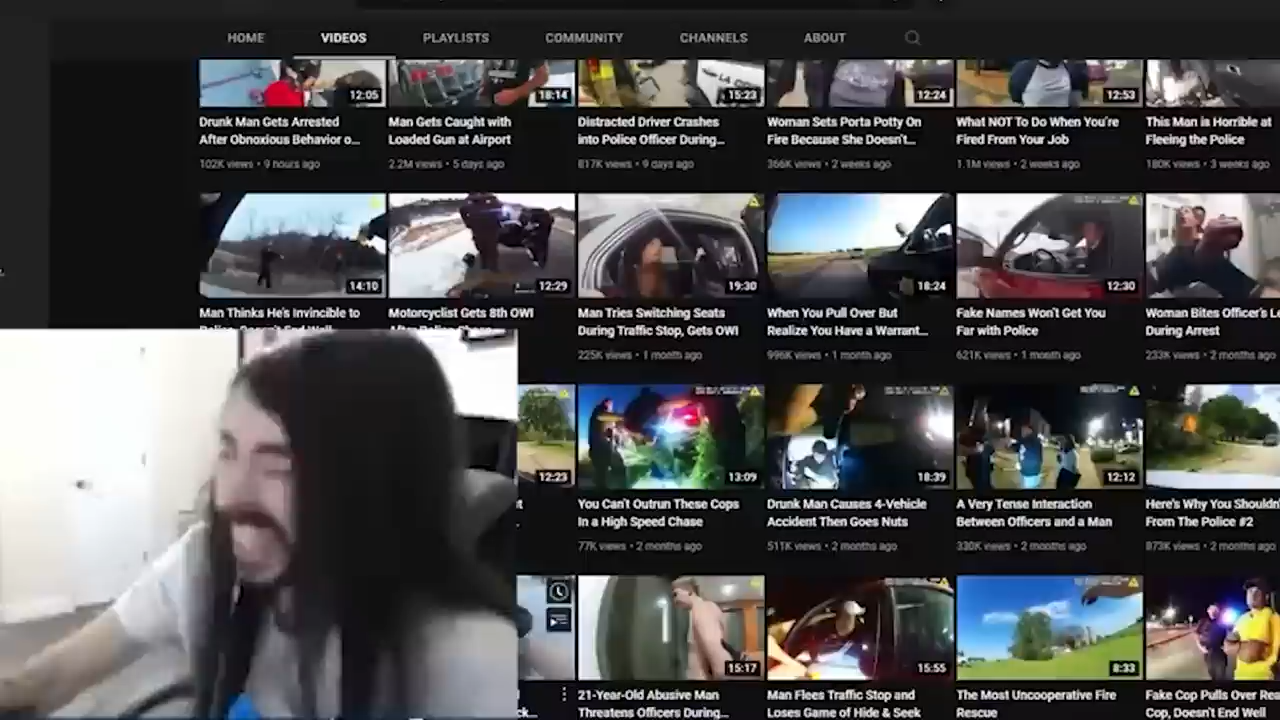 HOME VIDEOS PLAYLISTS COMMUNITY CHANNELS ABOUT
12:05 18:14 15:23 12:24 12:53
Drunk Man Gets Arrested
After Obnoxious Behavior o...
102K views • 9 hours ago
Man Gets Caught with
Loaded Gun at Airport
2.2M views • 5 days ago
Distracted Driver Crashes
into Police Officer During...
817K views • 9 days ago
Woman Sets Porta Potty On
Fire Because She Doesn't...
366K views • 2 weeks ago
What NOT To Do When You're
Fired From Your Job
1.1M views • 2 weeks ago
This Man is Horrible at
Fleeing the Police
180K views • 3 weeks ago
14:10 12:29 19:30 18:24 12:30
Man Thinks He's Invincible to
Motorcyclist Gets 8th OWI
Man Tries Switching Seats
During Traffic Stop, Gets OWI
225K views • 1 month ago
When You Pull Over But
Realize You Have a Warrant...
996K views • 1 month ago
Fake Names Won't Get You
Far with Police
621K views • 1 month ago
Woman Bites Officer's L
During Arrest
233K views • 2 months ago
12:23 13:09 18:39 12:12
You Can't Outrun These Cops
In a High Speed Chase
77K views • 2 months ago
Drunk Man Causes 4-Vehicle
Accident Then Goes Nuts
511K views • 2 months ago
A Very Tense Interaction
Between Officers and a Man
330K views • 2 months ago
Here's Why You Shouldn
From The Police #2
873K views • 2 months ago
15:17 15:55 8:33
21-Year-Old Abusive Man
Threatens Officers During...
Man Flees Traffic Stop and
Loses Game of Hide & Seek
The Most Uncooperative Fire
Rescue
Fake Cop Pulls Over Rea
Cop, Doesn't End Well